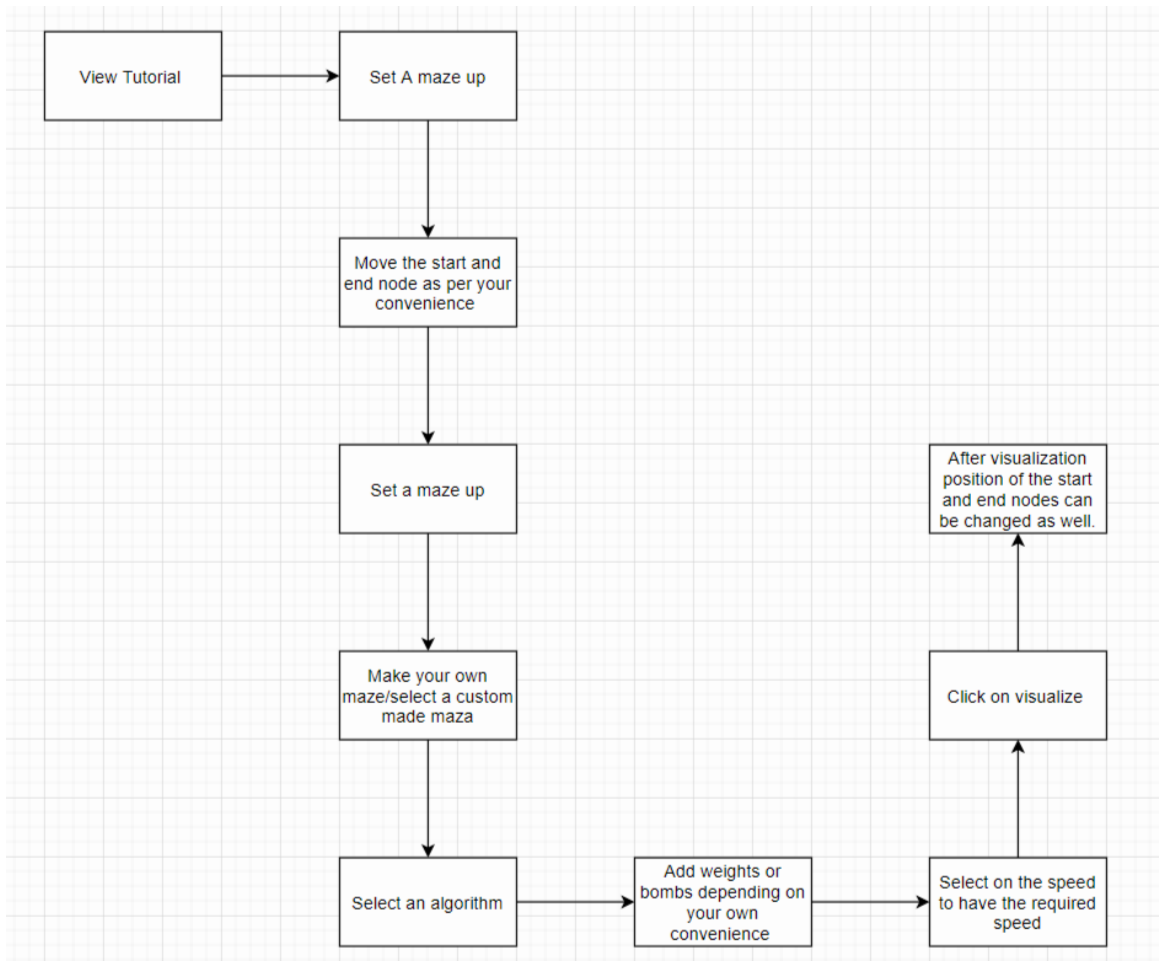 View Tutorial
Set A maze up
Move the start and
end node as per your
convenience
Set a maze up
Make your own
maze/select a custom
made maza
Select an algorithm
Add weights or
bombs depending on
your own
convenience
Select on the speed
to have the required
speed
Click on visualize
After visualization
position of the start
and end nodes can
be changed as well.